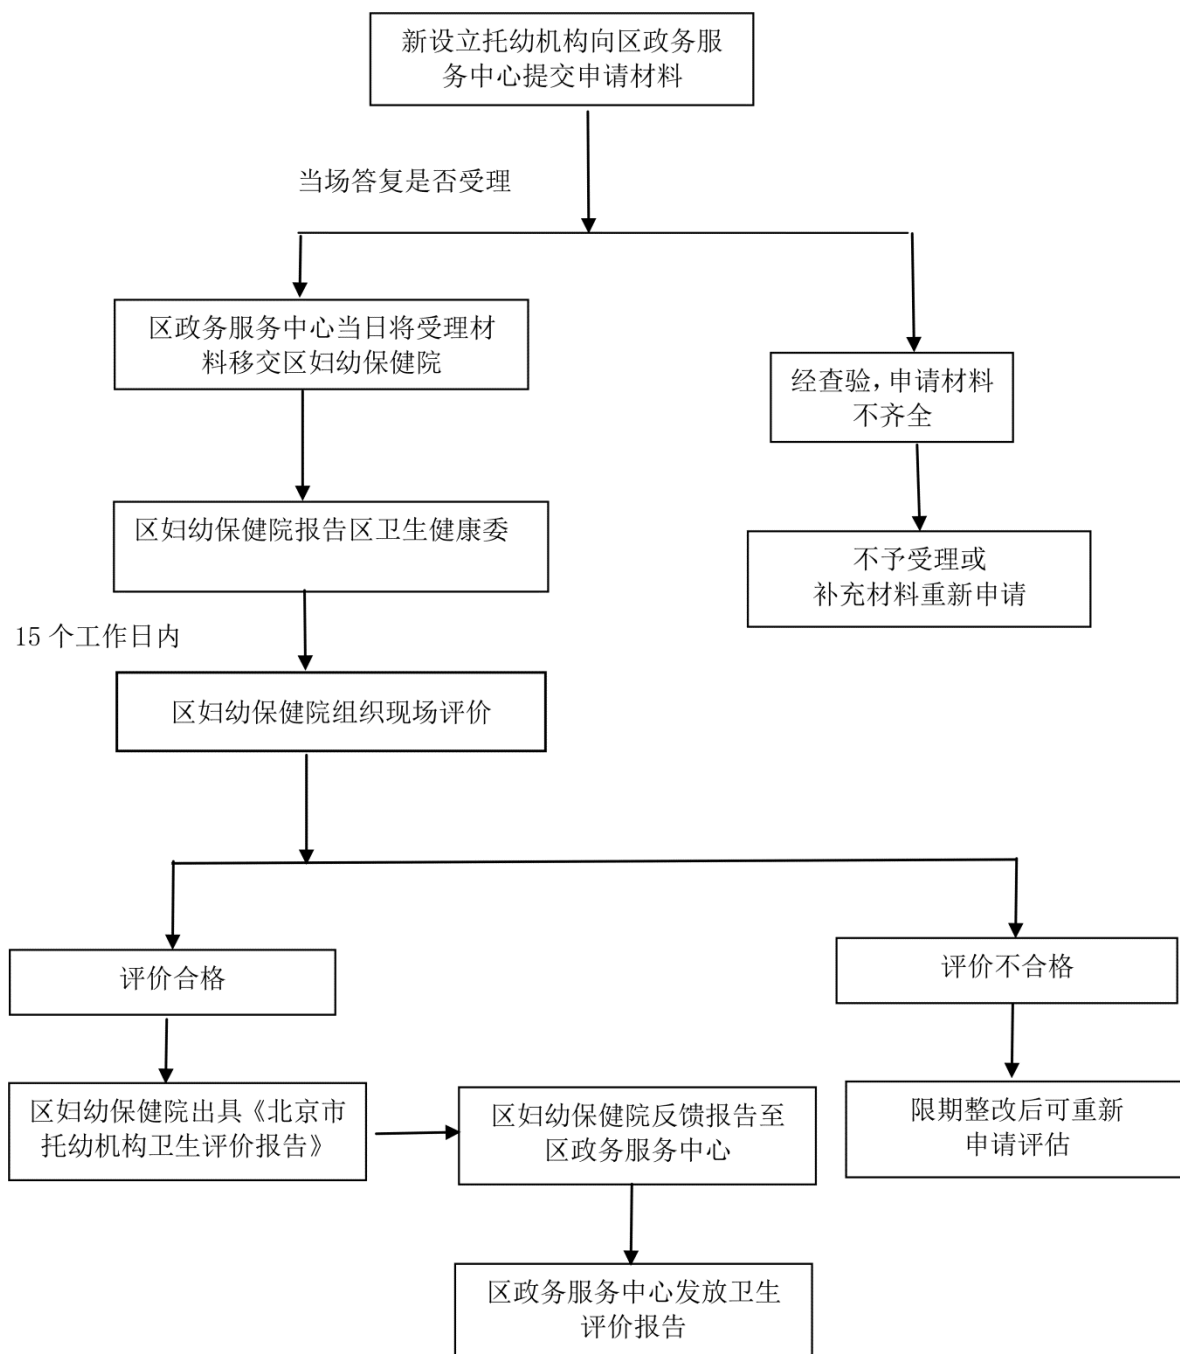 新设立托幼机构向区政务服
务中心提交申请材料
当场答复是否受理
区政务服务中心当日将受理材
料移交区妇幼保健院
经查验,申请材料
不齐全
区妇幼保健院报告区卫生健康委
不予受理或
补充材料重新申请
15 个工作日内
区妇幼保健院组织现场评价
评价合格
评价不合格
区妇幼保健院出具《北京市
托幼机构卫生评价报告》
区妇幼保健院反馈报告至
区政务服务中心
限期整改后可重新
申请评估
区政务服务中心发放卫生
评价报告